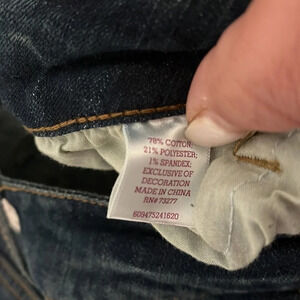 78% COTTON;
21% POLYESTER;
1% SPANDEX;
EXCLUSIVE OF
DECORATION
MADE IN CHINA
RN# 73277
609475241620